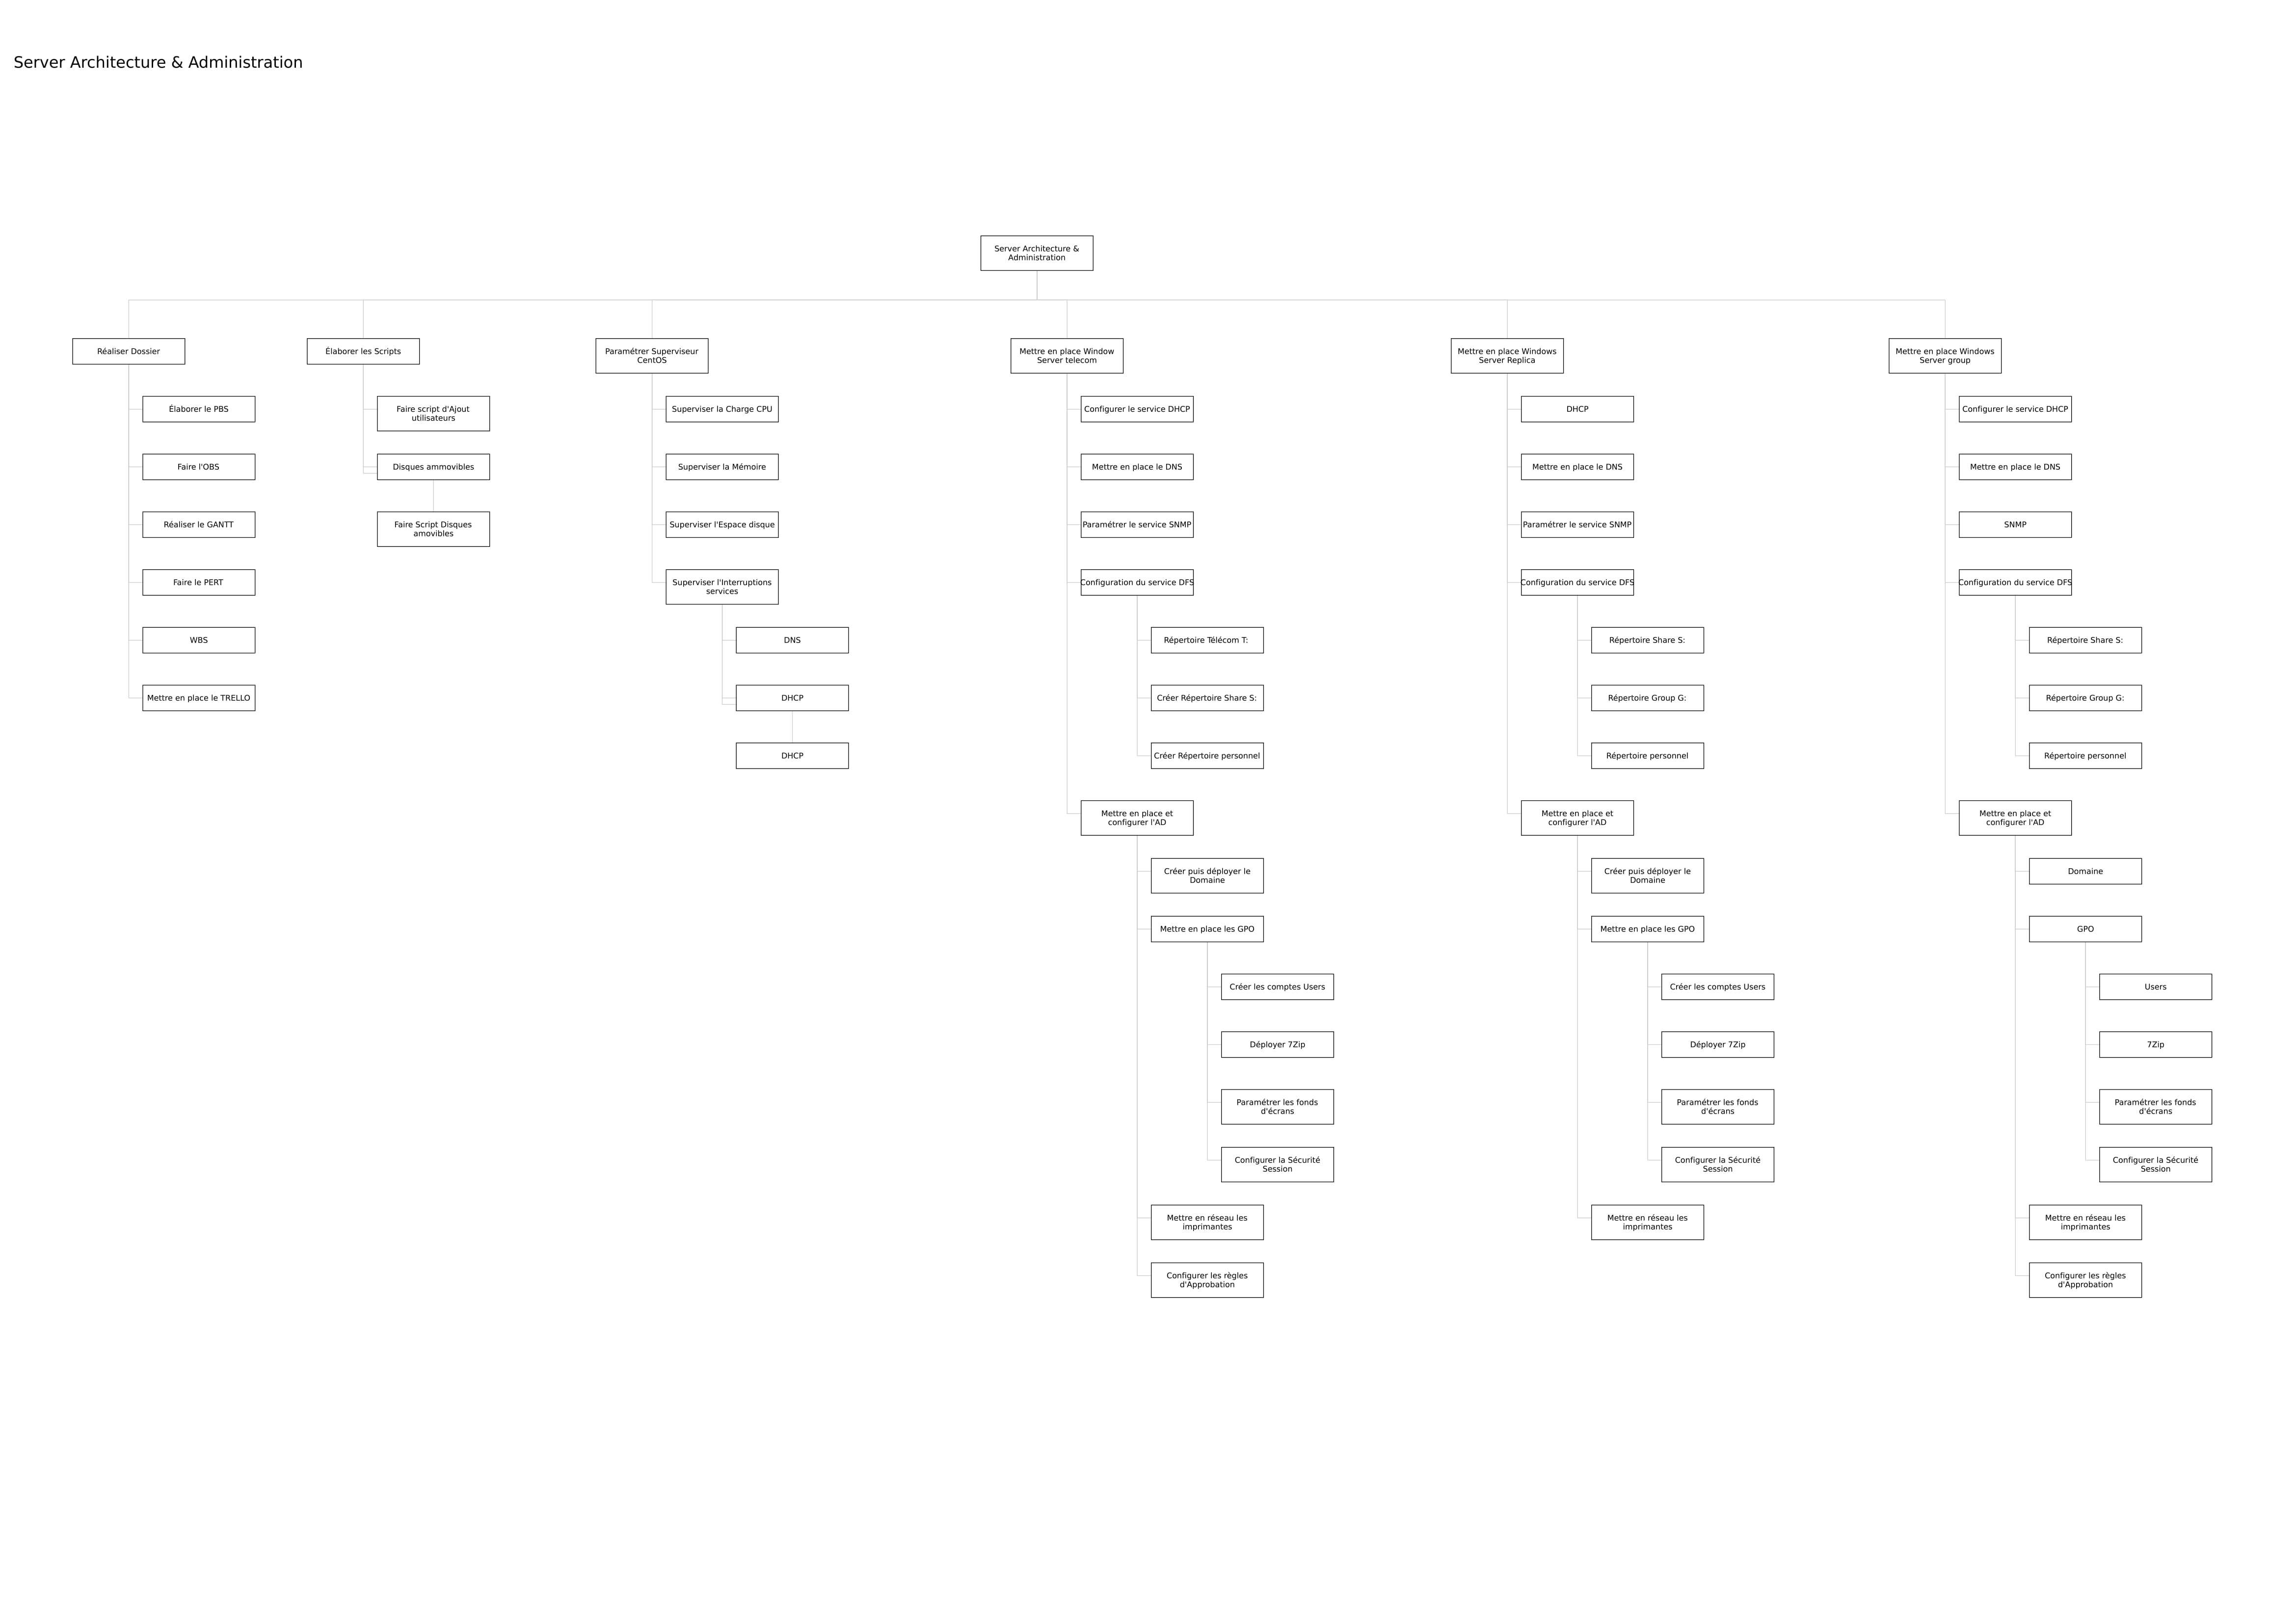 Server Architecture & Administration
Server Architecture &
Administration
Réaliser Dossier
Élaborer le PBS
Faire l'OBS
Réaliser le GANTT
Faire le PERT
WBS
Mettre en place le TRELLO
Élaborer les Scripts
Faire script d'Ajout
utilisateurs
Disques ammovibles
Faire Script Disques
amovibles
Paramétrer Superviseur
CentOS
Superviser la Charge CPU
Superviser la Mémoire
Superviser l'Espace disque
Superviser l'Interruptions
services
DNS
DHCP
DHCP
Mettre en place Window
Server telecom
Configurer le service DHCP
Mettre en place le DNS
Paramétrer le service SNMP
Configuration du service DFS
Répertoire Télécom T:
Créer Répertoire Share S:
Créer Répertoire personnel
Mettre en place et
configurer l'AD
Créer puis déployer le
Domaine
Mettre en place les GPO
Créer les comptes Users
Déployer 7Zip
Paramétrer les fonds
d'écrans
Configurer la Sécurité
Session
Mettre en réseau les
imprimantes
Configurer les règles
d'Approbation
Mettre en place Windows
Server Replica
DHCP
Mettre en place le DNS
Paramétrer le service SNMP
Configuration du service DFS
Répertoire Share S:
Répertoire Group G:
Répertoire personnel
Mettre en place et
configurer l'AD
Créer puis déployer le
Domaine
Mettre en place les GPO
Créer les comptes Users
Déployer 7Zip
Paramétrer les fonds
d'écrans
Configurer la Sécurité
Session
Mettre en réseau les
imprimantes
Mettre en place Windows
Server group
Configurer le service DHCP
Mettre en place le DNS
SNMP
Configuration du service DFS
Répertoire Share S:
Répertoire Group G:
Répertoire personnel
Mettre en place et
configurer l'AD
Domaine
GPO
Users
7Zip
Paramétrer les fonds
d'écrans
Configurer la Sécurité
Session
Mettre en réseau les
imprimantes
Configurer les règles
d'Approbation